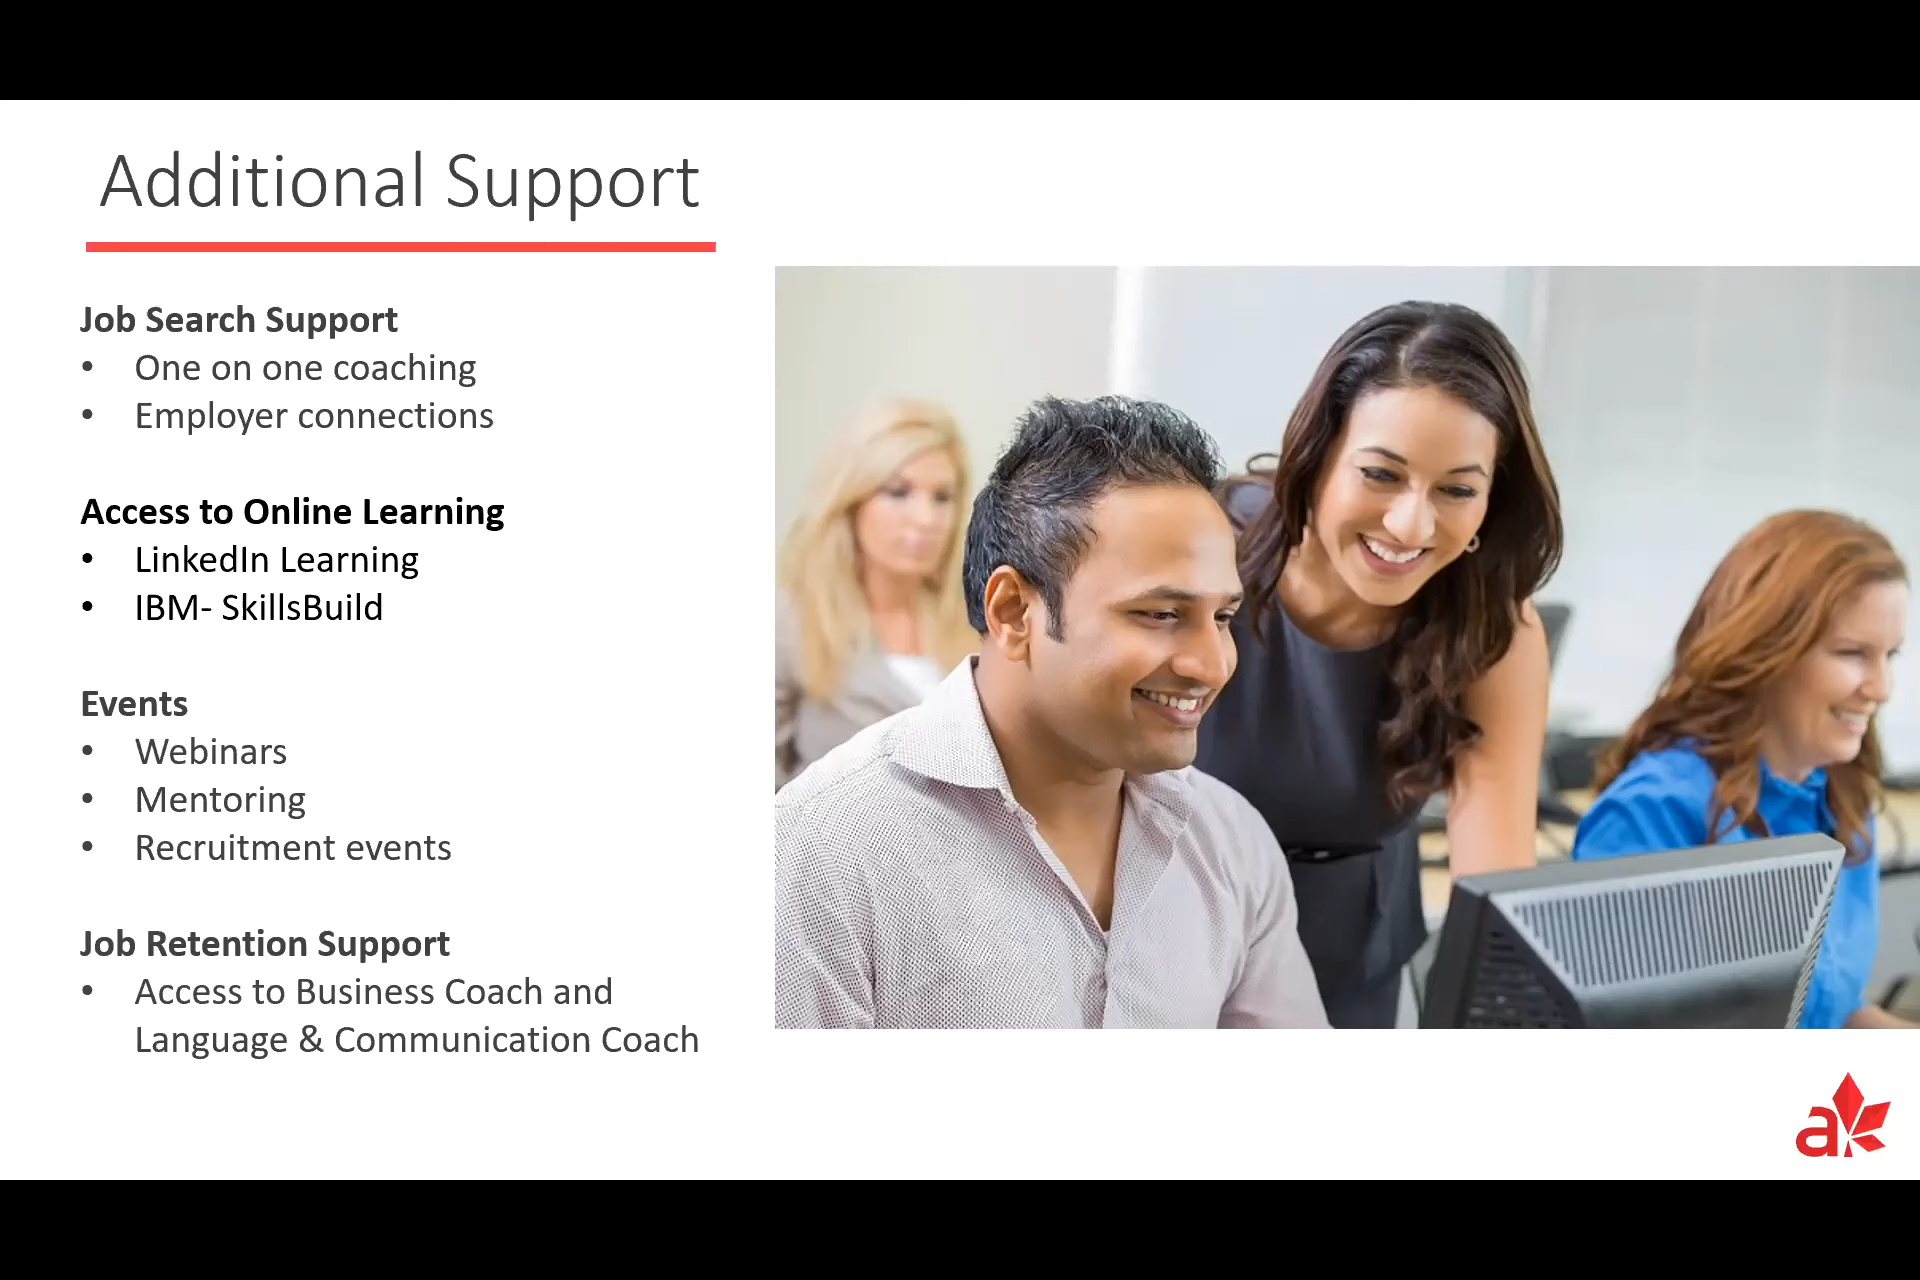 Additional Support
Job Search Support
• One on one coaching
• Employer connections
Access to Online Learning
• LinkedIn Learning
• IBM- SkillsBuild
Events
• Webinars
• Mentoring
• Recruitment events
Job Retention Support
• Access to Business Coach and
Language & Communication Coach
a